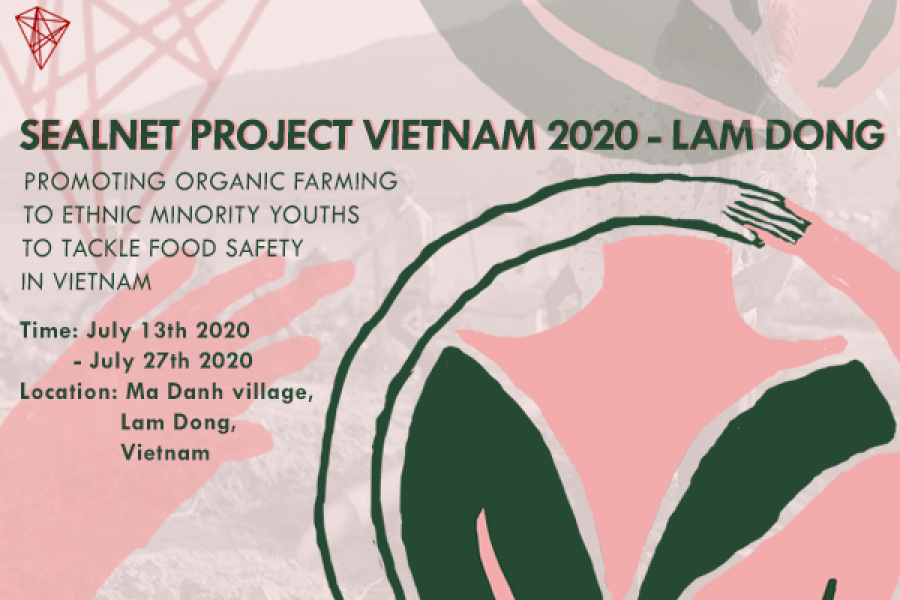 SEALNET PROJECT VIETNAM 2020 - LAM DONG
PROMOTING ORGANIC FARMING
TO ETHNIC MINORITY YOUTHS
TO TACKLE FOOD SAFETY
IN VIETNAM
Time: July 13th 2020
- July 27th 2020
Location: Ma Danh village,
Lam Dong,
Vietnam